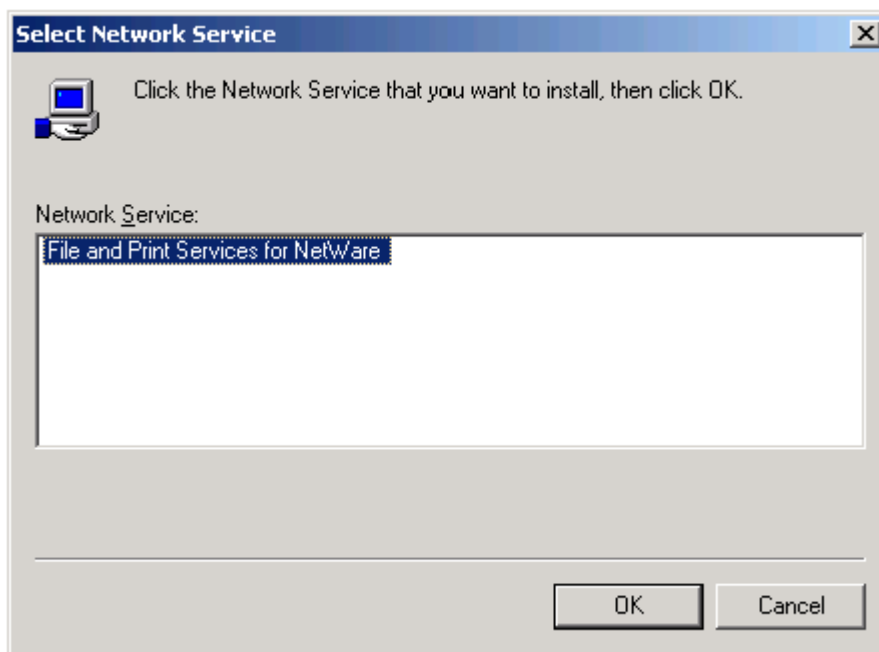 Select Network Service
Click the Network Service that you want to install, then click OK.
Network Service:
File and Print Services for NetWare
OK
Cancel